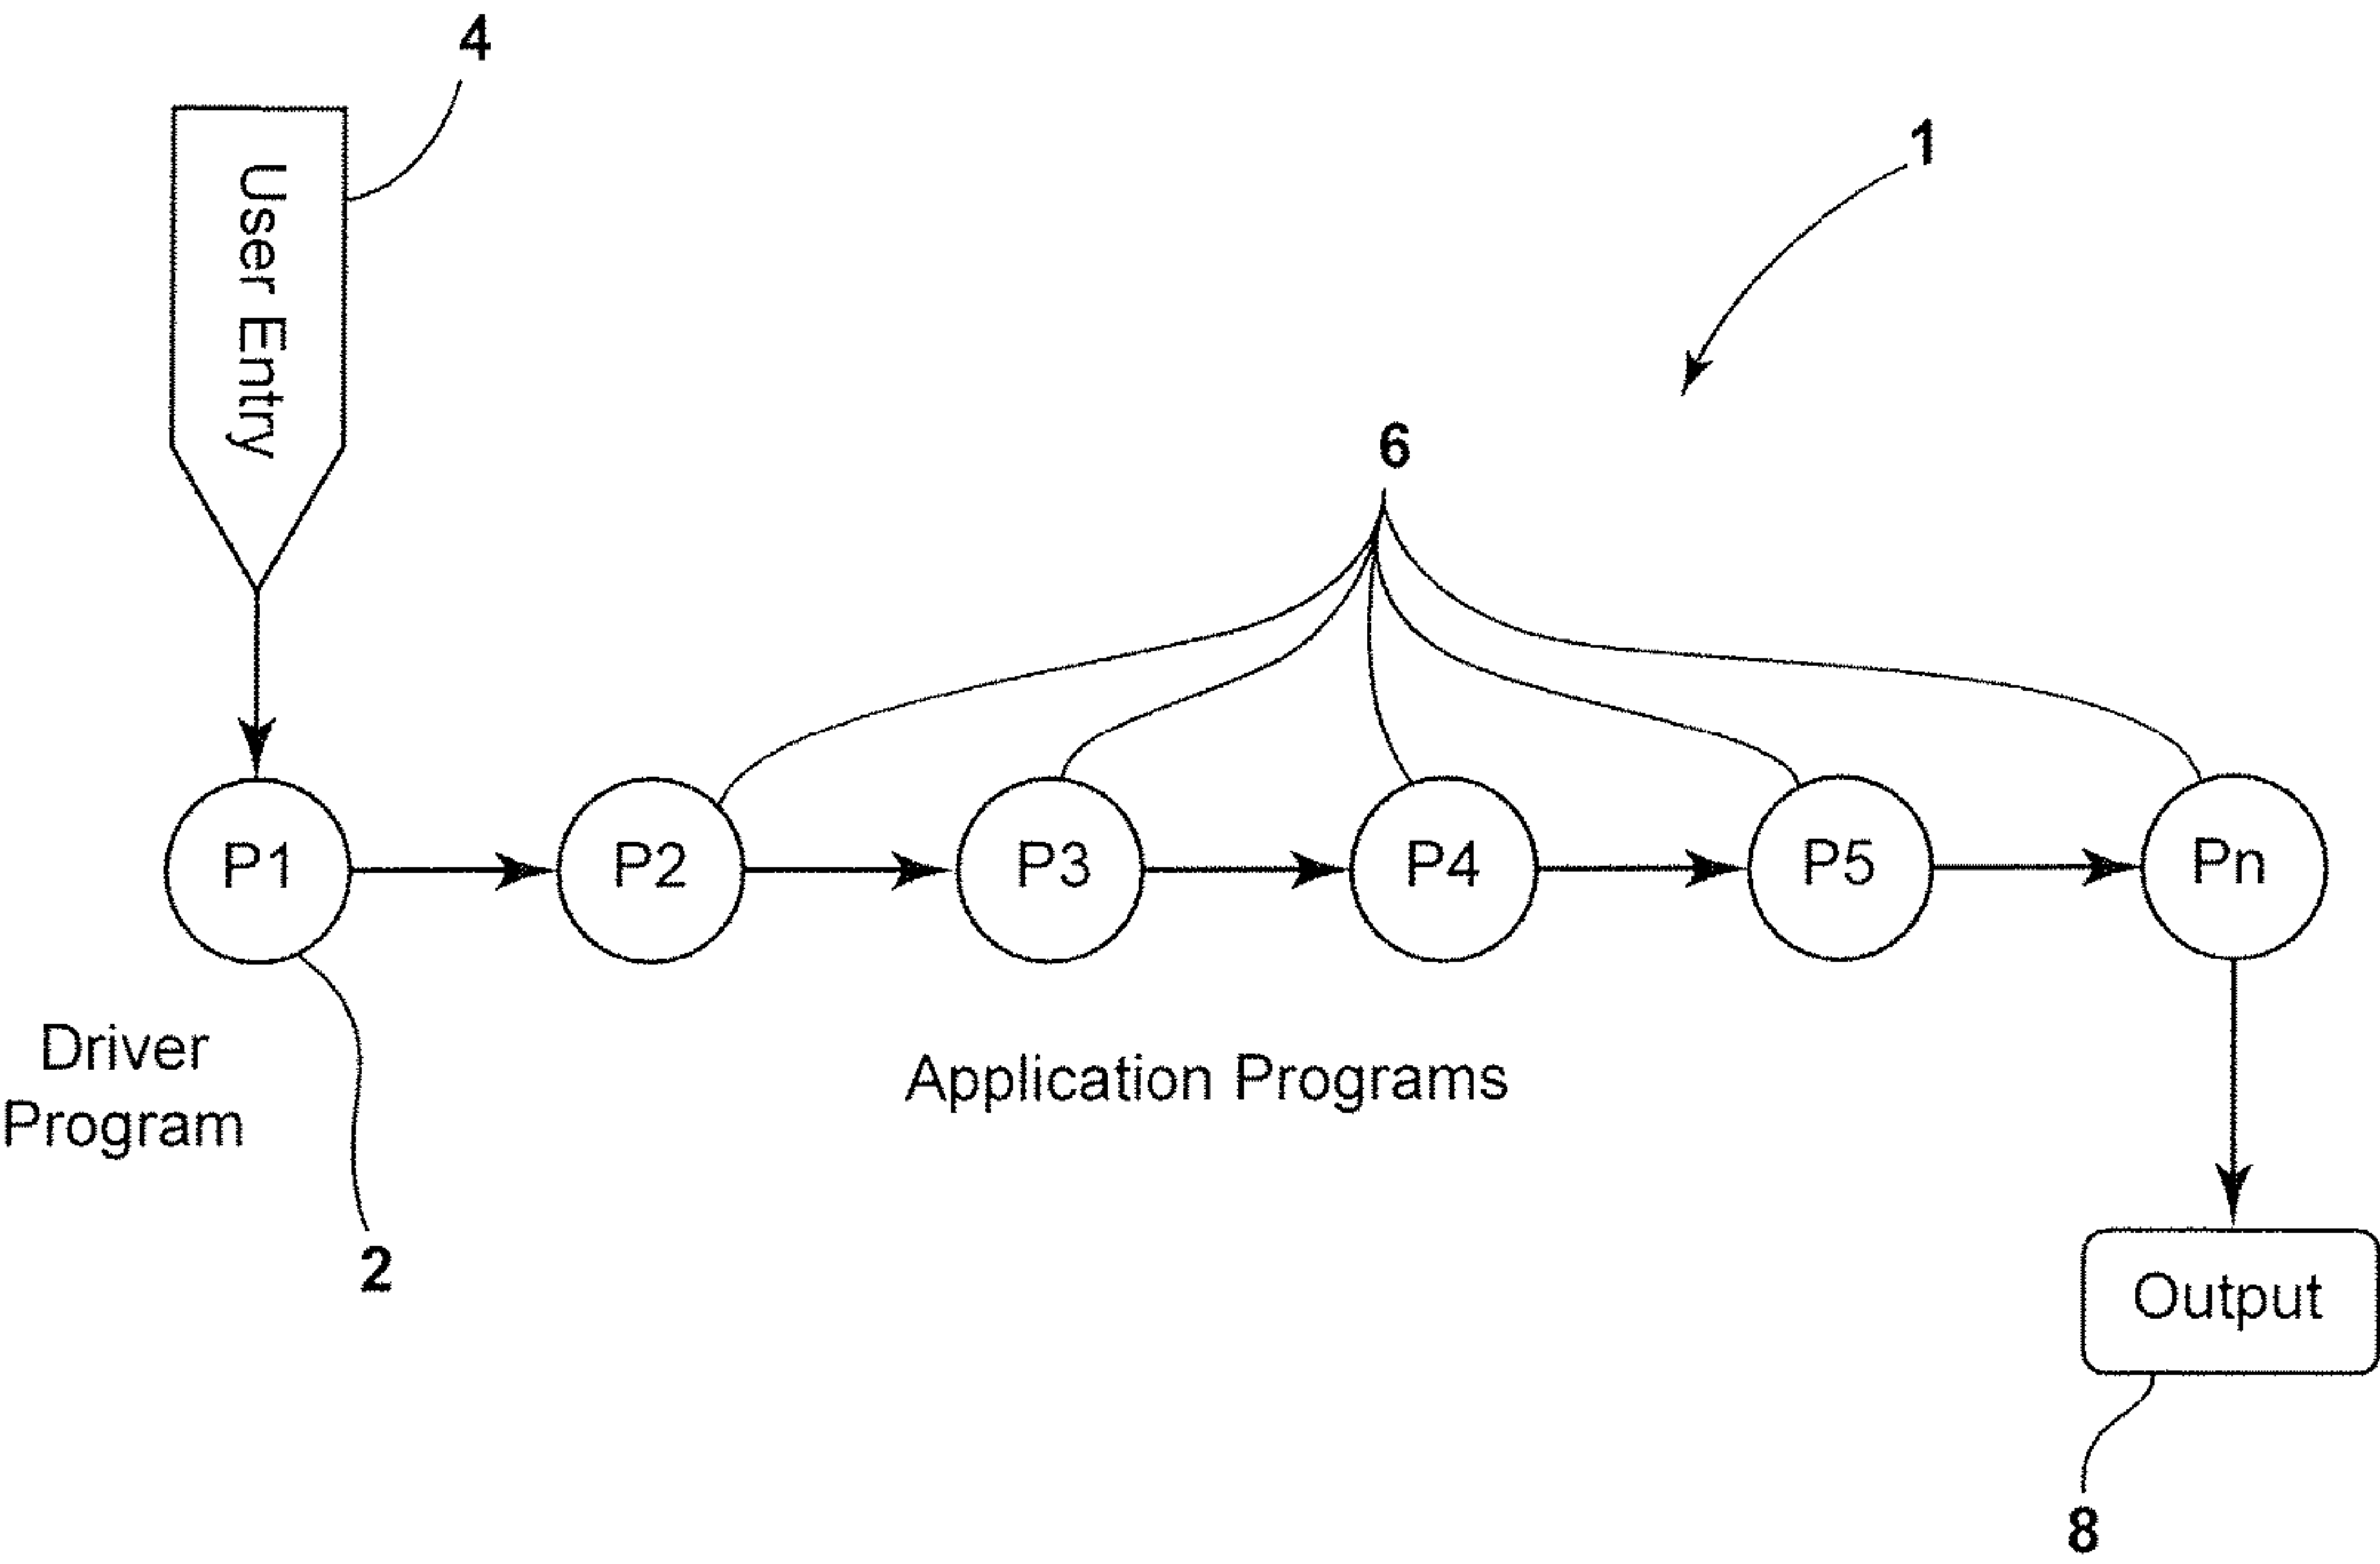 4
1
User Entry
6
P1
P2
P3
P4
P5
Pn
Driver
Program
Application Programs
2
Output
8